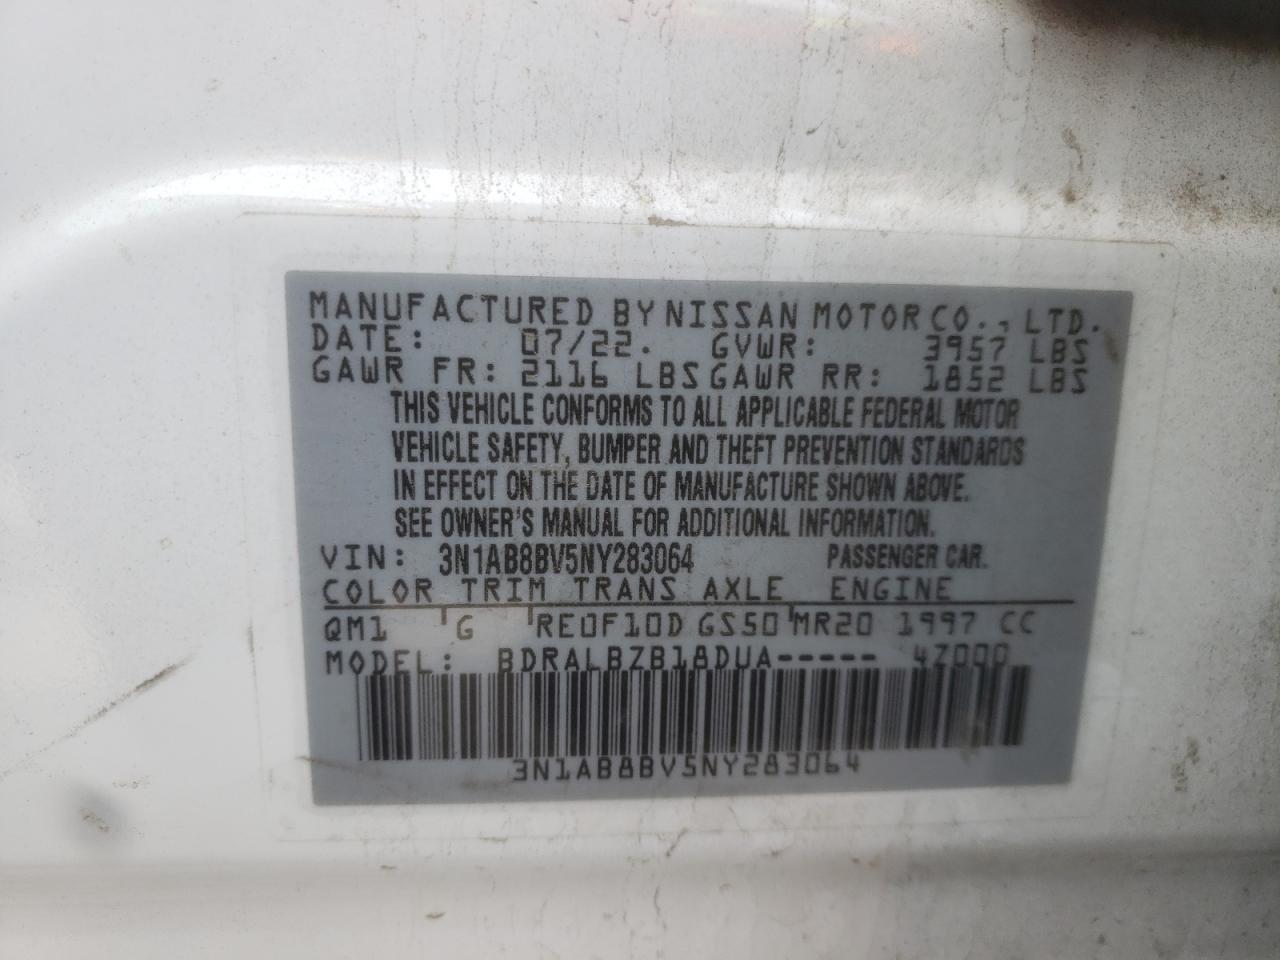 MANUFACTURED BY NISSAN MOTOR CO., LTD.
DATE: 07/22. GVWR: 3957 LBS
GAWR FR: 2116 LBS GAWR RR: 1852 LBS
THIS VEHICLE CONFORMS TO ALL APPLICABLE FEDERAL MOTOR
VEHICLE SAFETY, BUMPER AND THEFT PREVENTION STANDARDS
IN EFFECT ON THE DATE OF MANUFACTURE SHOWN ABOVE.
SEE OWNER'S MANUAL FOR ADDITIONAL INFORMATION.
VIN: 3N1AB8BV5NY283064 PASSENGER CAR.
COLOR TRIM TRANS AXLE ENGINE
QM1 G RE0F10D GS50 MR20 1997 CC
MODEL: BDRALBZB18DUA----- 4Z000
3N1AB8BV5NY283064